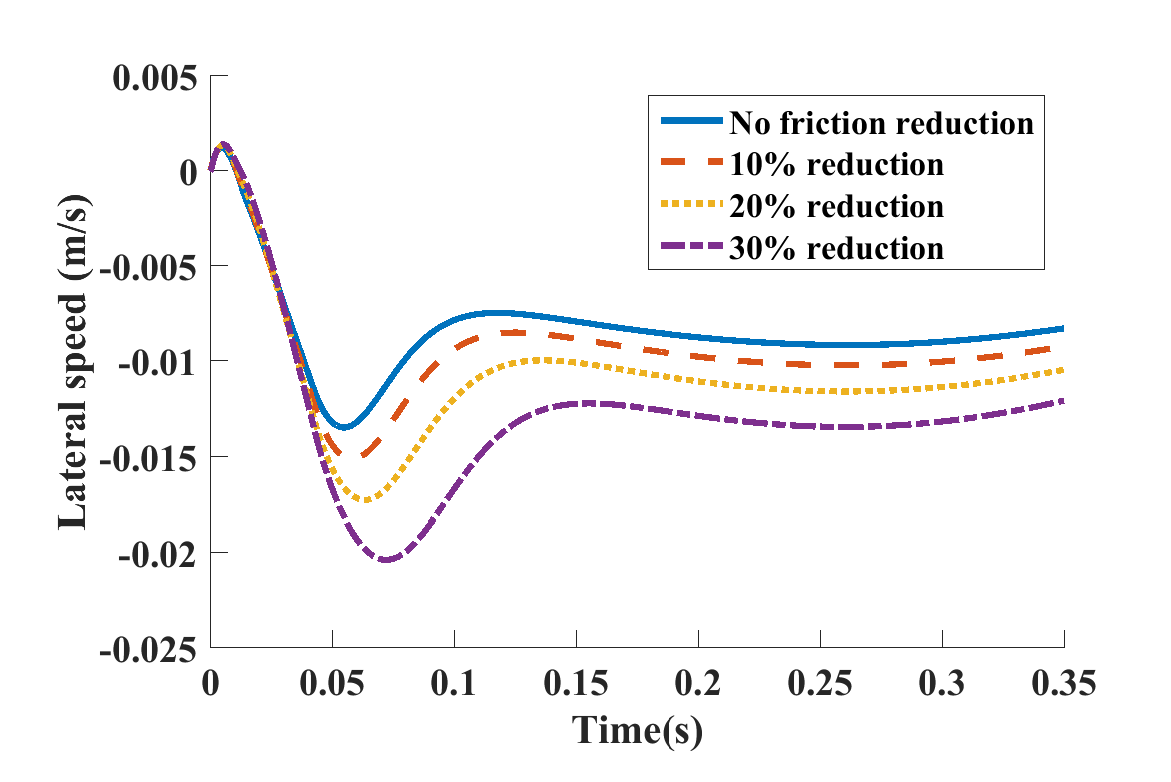 0.005
0
-0.005
-0.01
-0.015
-0.02
-0.025
Lateral speed (m/s)
No friction reduction
10% reduction
20% reduction
30% reduction
0 0.05 0.1 0.15 0.2 0.25 0.3 0.35
Time(s)